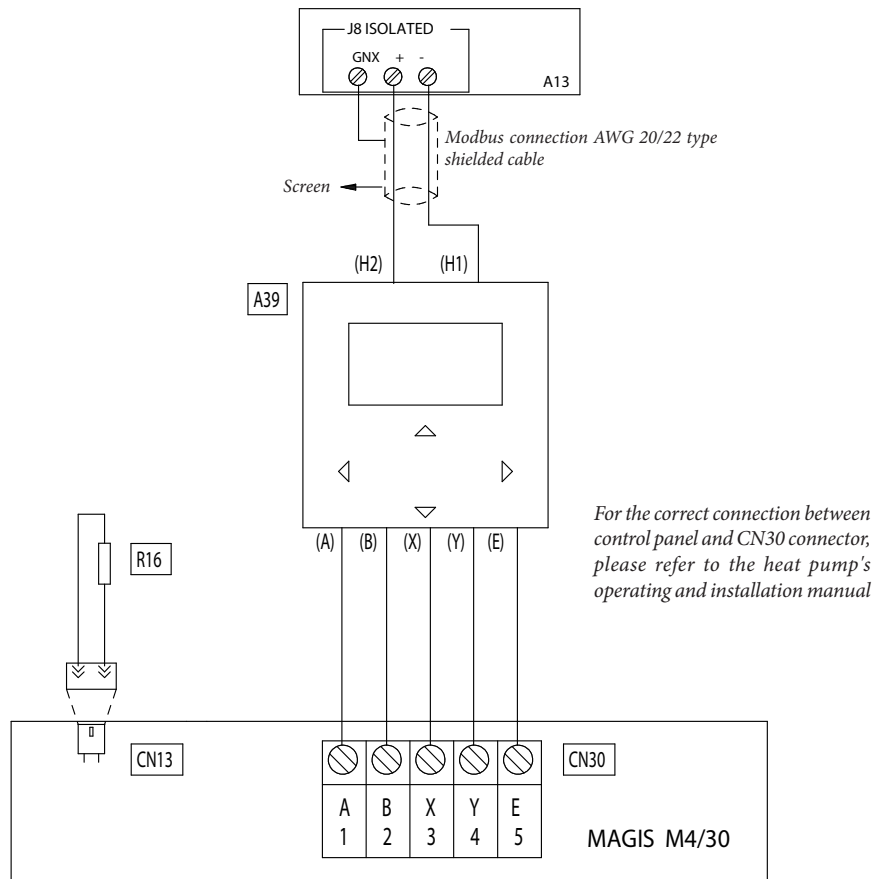 J8 ISOLATED
GNX + -
A13
Modbus connection AWG 20/22 type
shielded cable
Screen
(H2) (H1)
A39
(A) (B) (X) (Y) (E)
For the correct connection between
control panel and CN30 connector,
please refer to the heat pump's
operating and installation manual
R16
CN13
CN30
A B X Y E
1 2 3 4 5
MAGIS M4/30